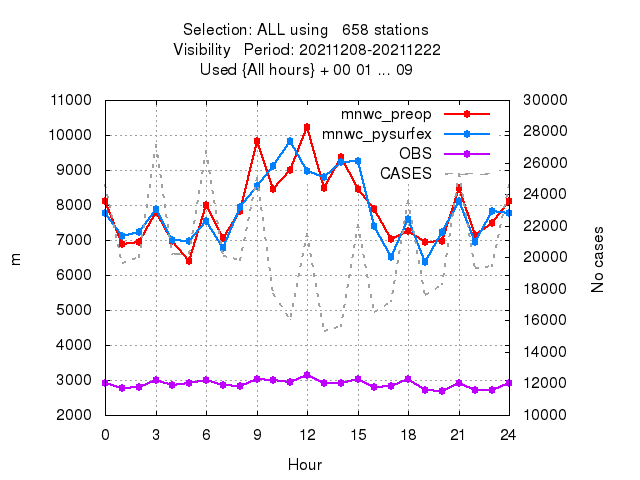 Selection: ALL using   658 stations
Visibility   Period: 20211208-20211222
Used {All hours} + 00 01 ... 09
11000 30000
mnwc_preop
10000 28000
mnwc_pysurfex
OBS
9000 26000
CASES
24000
8000
22000
7000
20000
6000
18000
5000
16000
4000
14000
3000
12000
2000 10000
m
No cases
0 3 6 9 12 15 18 21 24
Hour